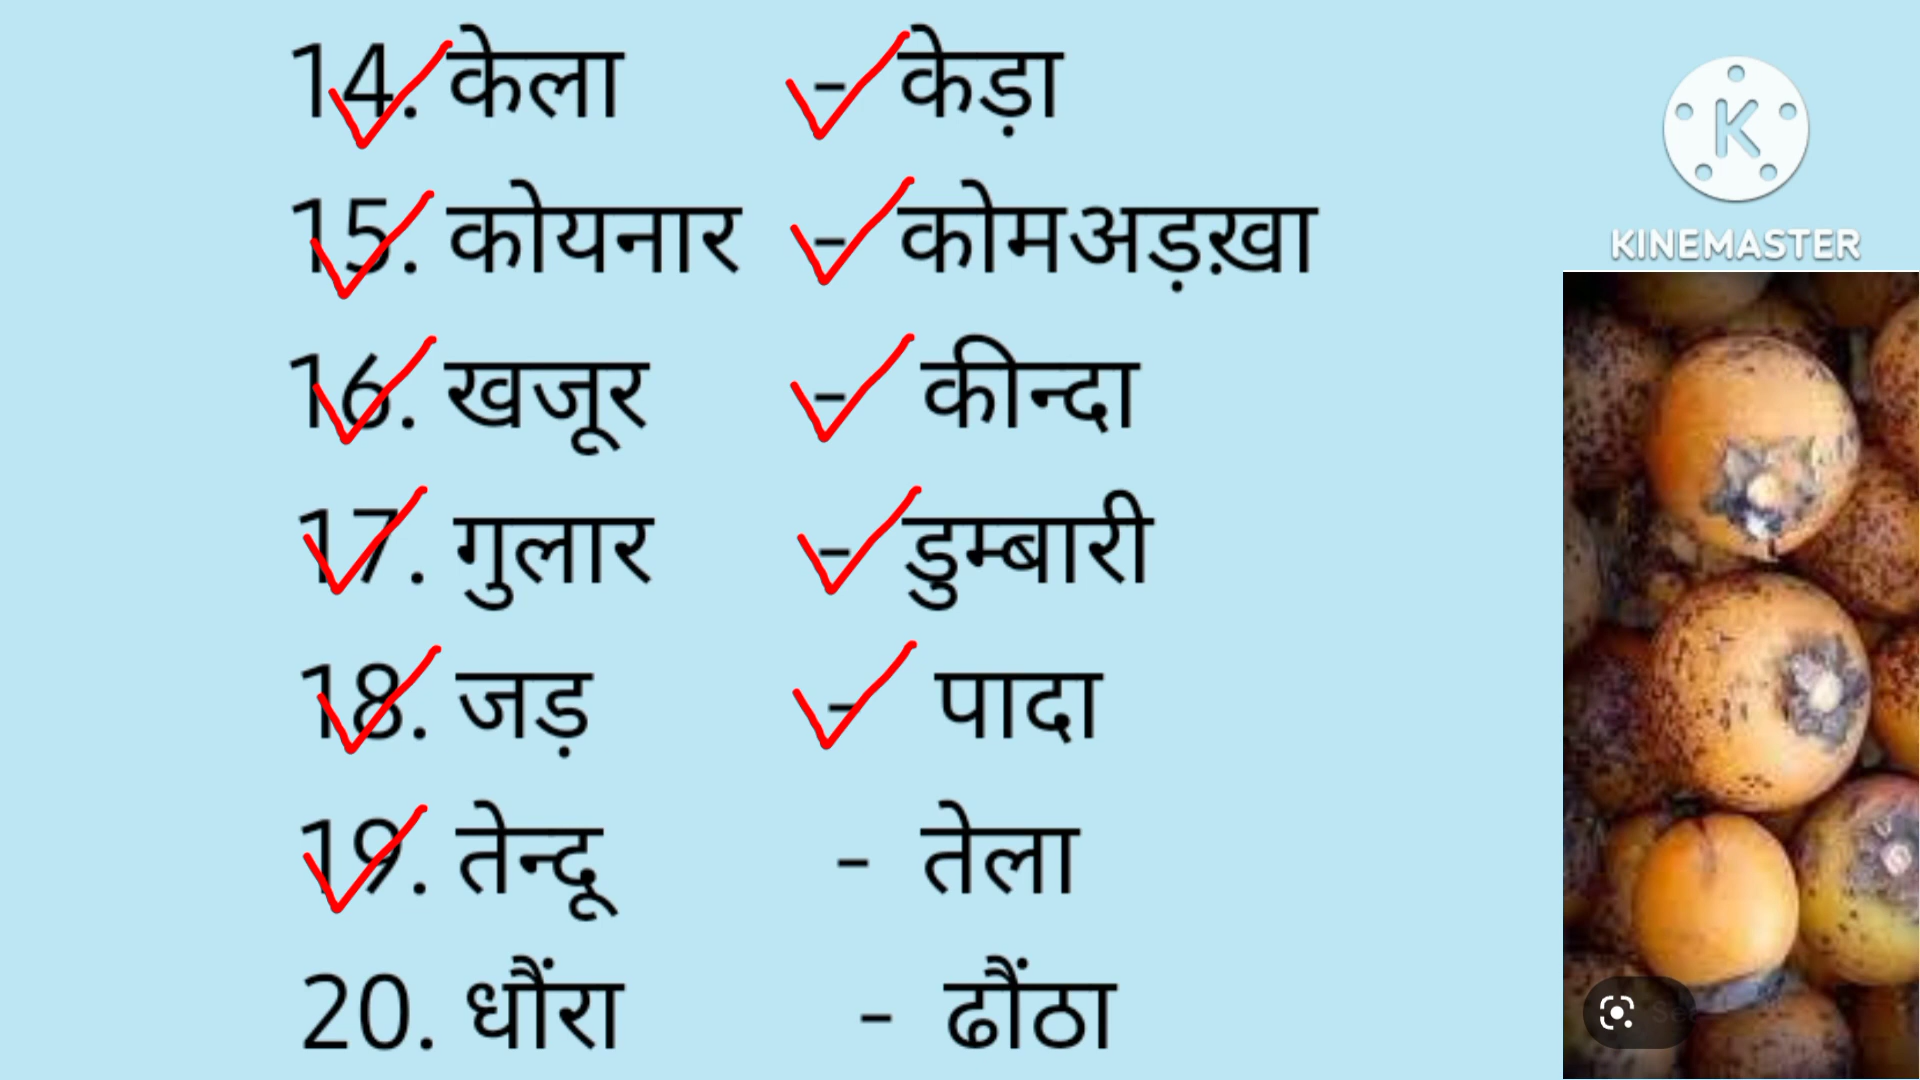 14. केला - केड़ा
15. कोयनार - कोमअड़ख़ा
16. खजूर - कीन्दा
17. गुलार - डुम्बारी
18. जड़ - पादा
19. तेन्दू - तेला
20. धौंरा - ढौंठा
K
KINEMASTER